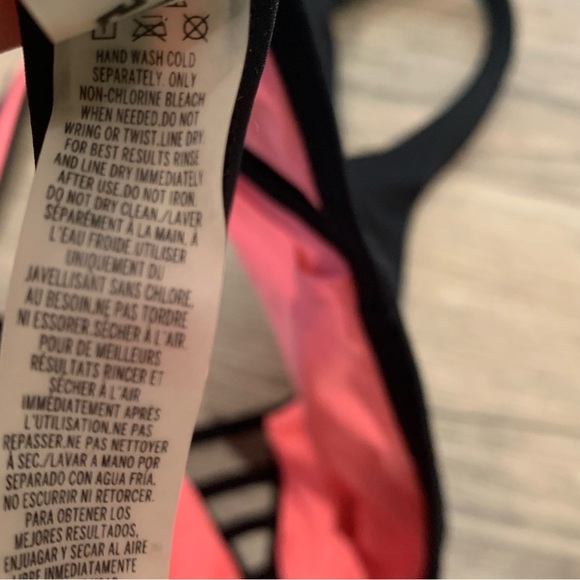 HAND WASH COLD
SEPARATELY. ONLY
NON-CHLORINE BLEACH
WHEN NEEDED.DO NOT
WRING OR TWIST.LINE DRY.
FOR BEST RESULTS RINSE
AND LINE DRY IMMEDIATELY
AFTER USE.DO NOT IRON.
DO NOT DRY CLEAN./LAVER
SÉPARÉMENT À LA MAIN, À
L'EAU FROIDE.UTILISER
UNIQUEMENT DU
JAVELLISANT SANS CHLORE,
AU BESOIN.NE PAS TORDRE
NI ESSORER.SÉCHER À L'AIR.
POUR DE MEILLEURS
RÉSULTATS RINCER ET
SÉCHER À L'AIR
IMMÉDIATEMENT APRÈS
L'UTILISATION.NE PAS
REPASSER.NE PAS NETTOYER
À SEC./LAVAR A MANO POR
SEPARADO CON AGUA FRÍA.
NO ESCURRIR NI RETORCER.
PARA OBTENER LOS
MEJORES RESULTADOS,
ENJUAGAR Y SECAR AL AIRE
LIBRE INMEDIATAMENTE